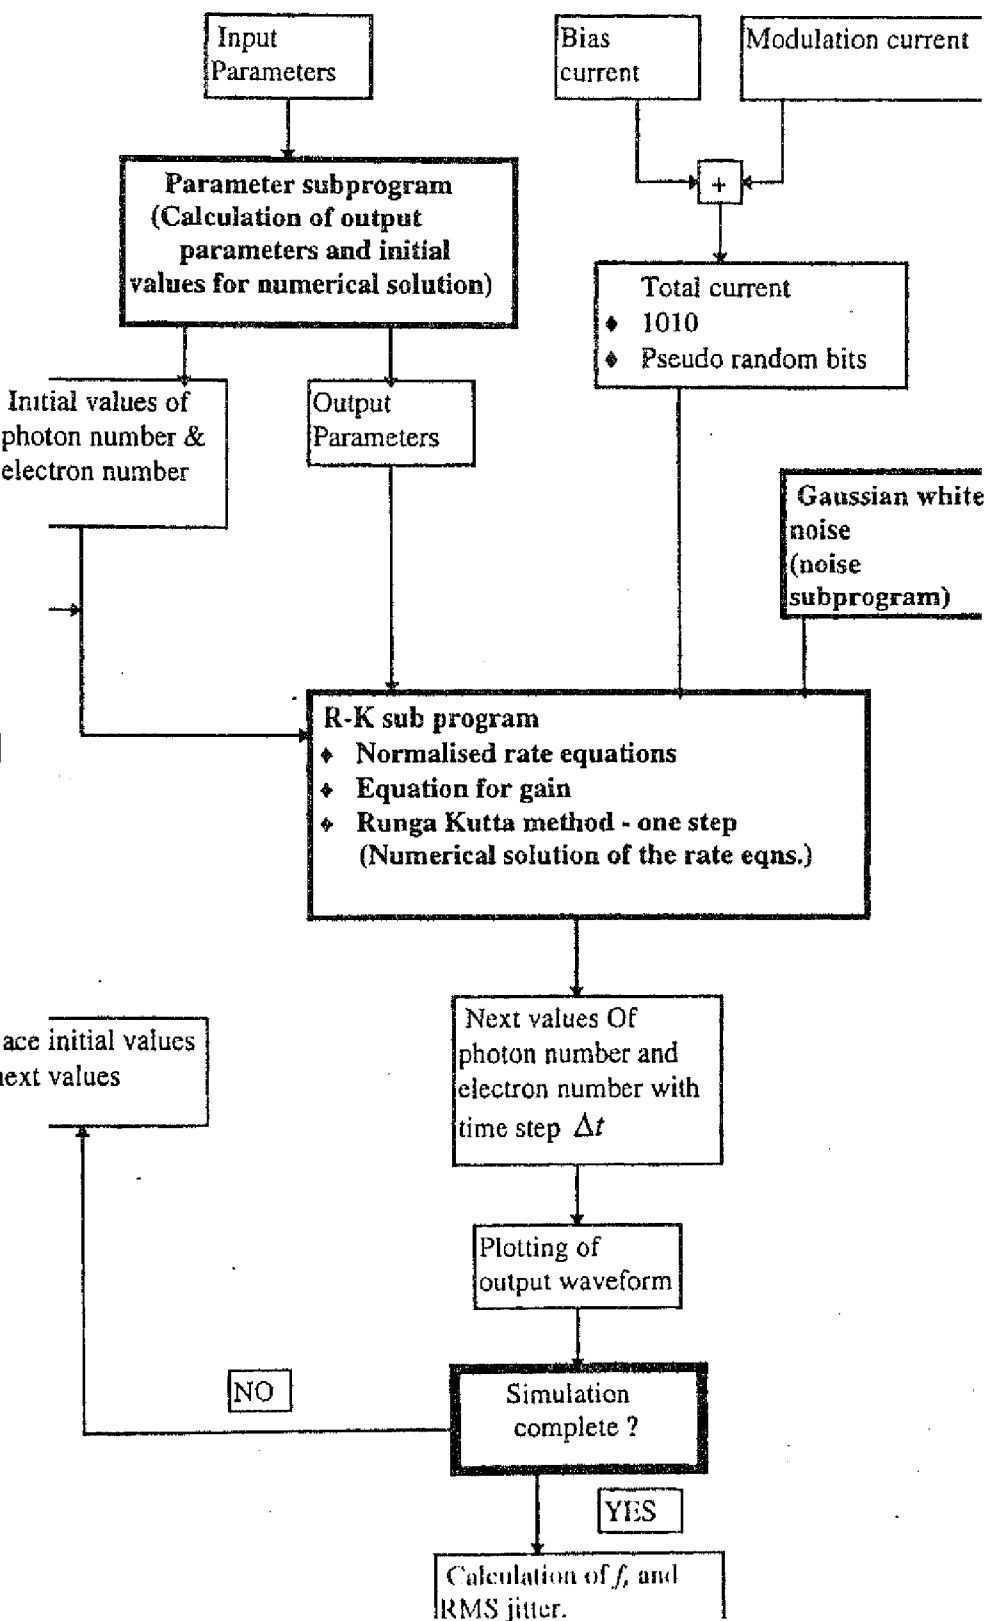 Input
Parameters
Bias
current
Modulation current
+
Parameter subprogram
(Calculation of output
parameters and initial
values for numerical solution)
Total current
♦ 1010
♦ Pseudo random bits
Initial values of
photon number &
electron number
Output
Parameters
Gaussian white
noise
(noise
subprogram)
R-K sub program
♦ Normalised rate equations
♦ Equation for gain
♦ Runga Kutta method - one step
(Numerical solution of the rate eqns.)
Next values Of
photon number and
electron number with
time step Δt
ace initial values
next values
Plotting of
output waveform
NO
Simulation
complete ?
YES
Calculation of fr and
RMS jitter.